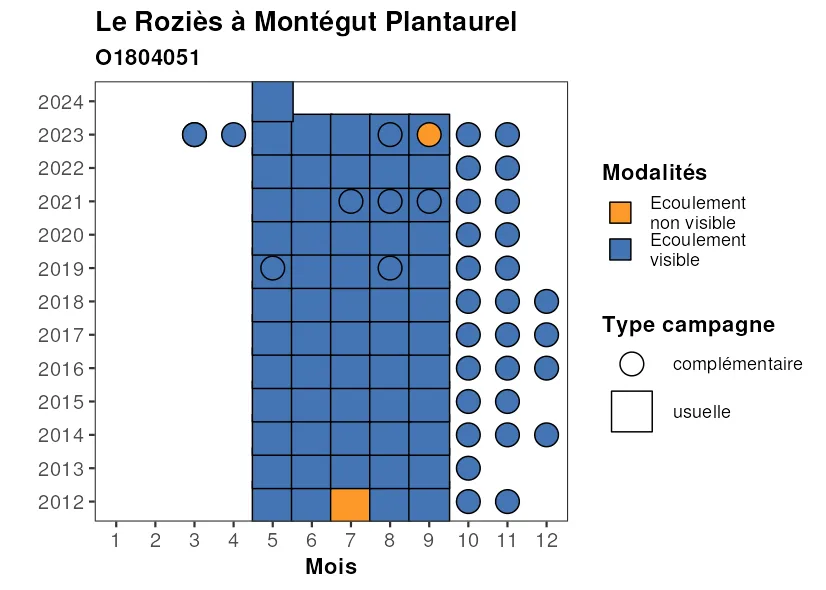 Le Roziès à Montégut Plantaurel
O1804051
2024
2023
2022
2021
2020
2019
2018
2017
2016
2015
2014
2013
2012
1 2 3 4 5 6 7 8 9 10 11 12
Mois
Modalités
Ecoulement
non visible
Ecoulement
visible
Type campagne
complémentaire
usuelle